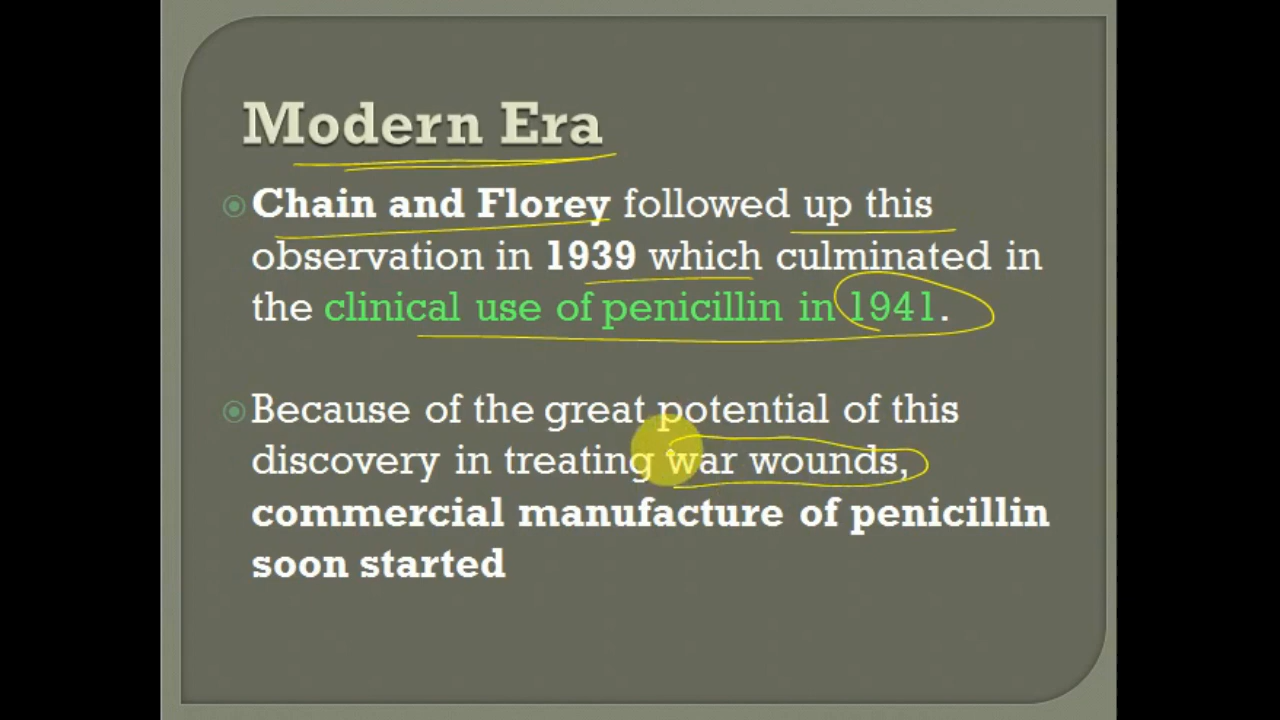 Modern Era
Chain and Florey followed up this
observation in 1939 which culminated in
the clinical use of penicillin in 1941.
Because of the great potential of this
discovery in treating war wounds,
commercial manufacture of penicillin
soon started